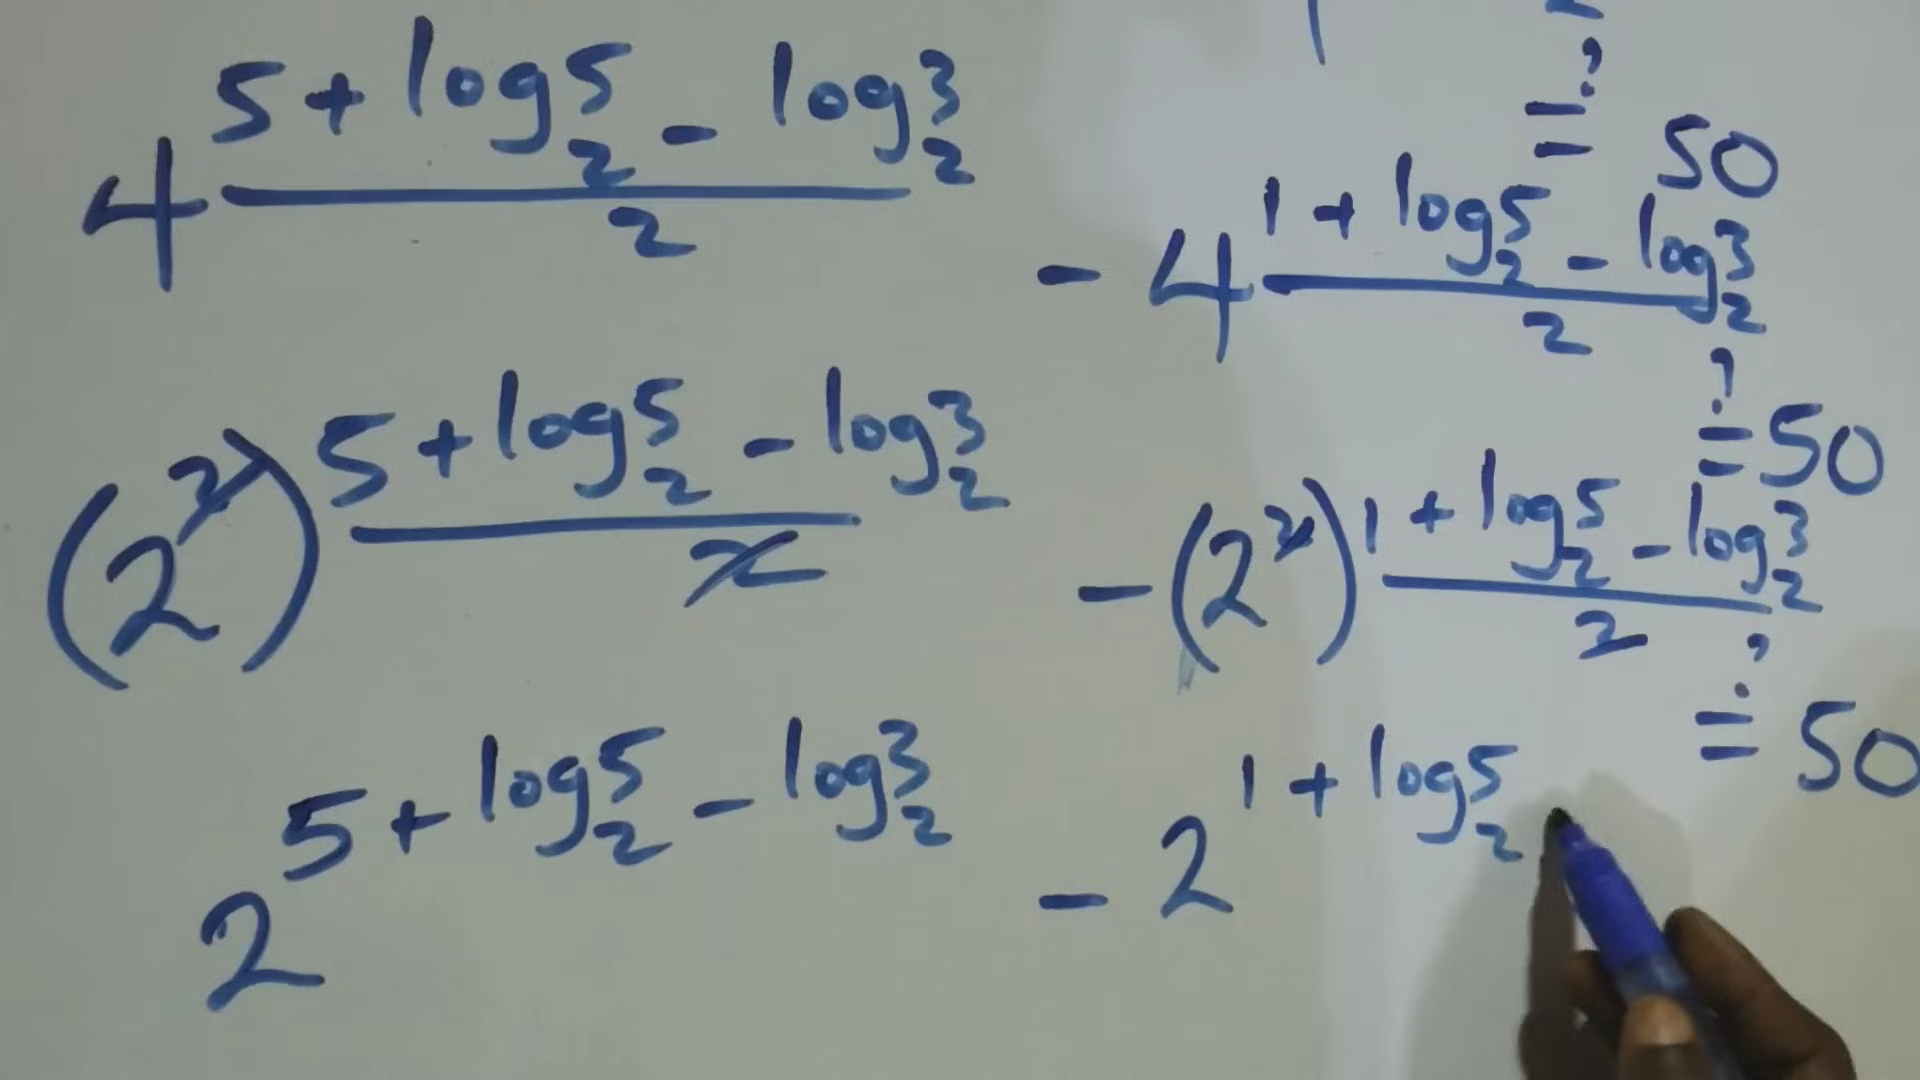 = ? 50
4^(5 + log₂5 - log₂3)/2 - 4^(1 + log₂5 - log₂3)/2 ? = 50
(2²)^(5 + log₂5 - log₂3)/2 - (2²)^(1 + log₂5 - log₂3)/2 ? = 50
2^(5 + log₂5 - log₂3) - 2^(1 + log₂5